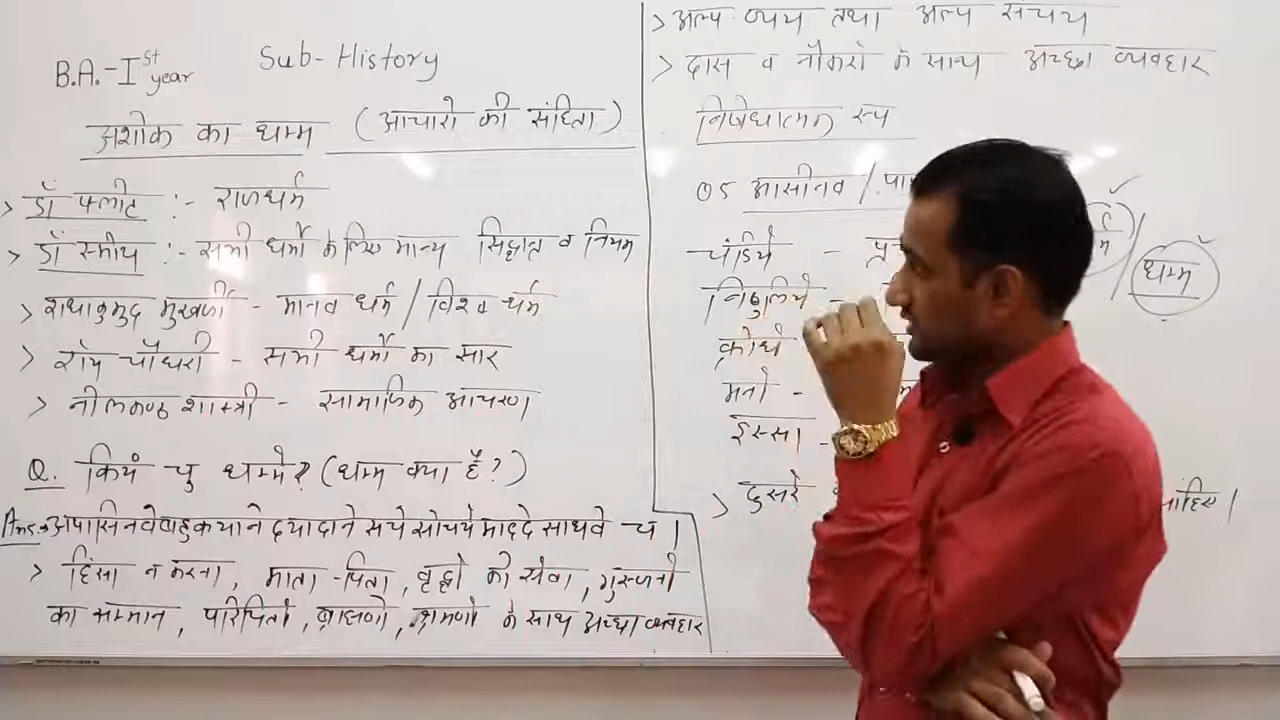 B.A.-Ist year
Sub-History
अशोक का धम्म (आचारो की संहिता)
> डॉ फ्लीट :- राजधर्म
> डॉ स्मीथ :- सभी धर्मो के लिए मान्य सिद्धान्त व नियम
> राधाकुमुद मुखर्जी - मानव धर्म / विश्व धर्म
> रॉय चौधरी - सभी धर्मो का सार
> नीलकण्ठ शास्त्री - सामाजिक आचरण
Q. कियं चु धम्मे? (धम्म क्या है?)
Ans:- अपासिनवे बहुकयाने दयादाने सचे सोचये माददे साधवे च।
> हिंसा न करना, माता-पिता, वृद्धो की सेवा, गुरूजनो
का सम्मान, परिचितो, ब्राह्मणो, श्रमणो के साथ अच्छा व्यवहार
> अल्प व्यय तथा अल्प संचय
> दास व नौकरो के साथ अच्छा व्यवहार
निषेधात्मक रूप
05 आसीनव /
चंडिये -
निठुलिये -
क्रोधे
मनो -
इस्सा -
> दुसरे
धम्म